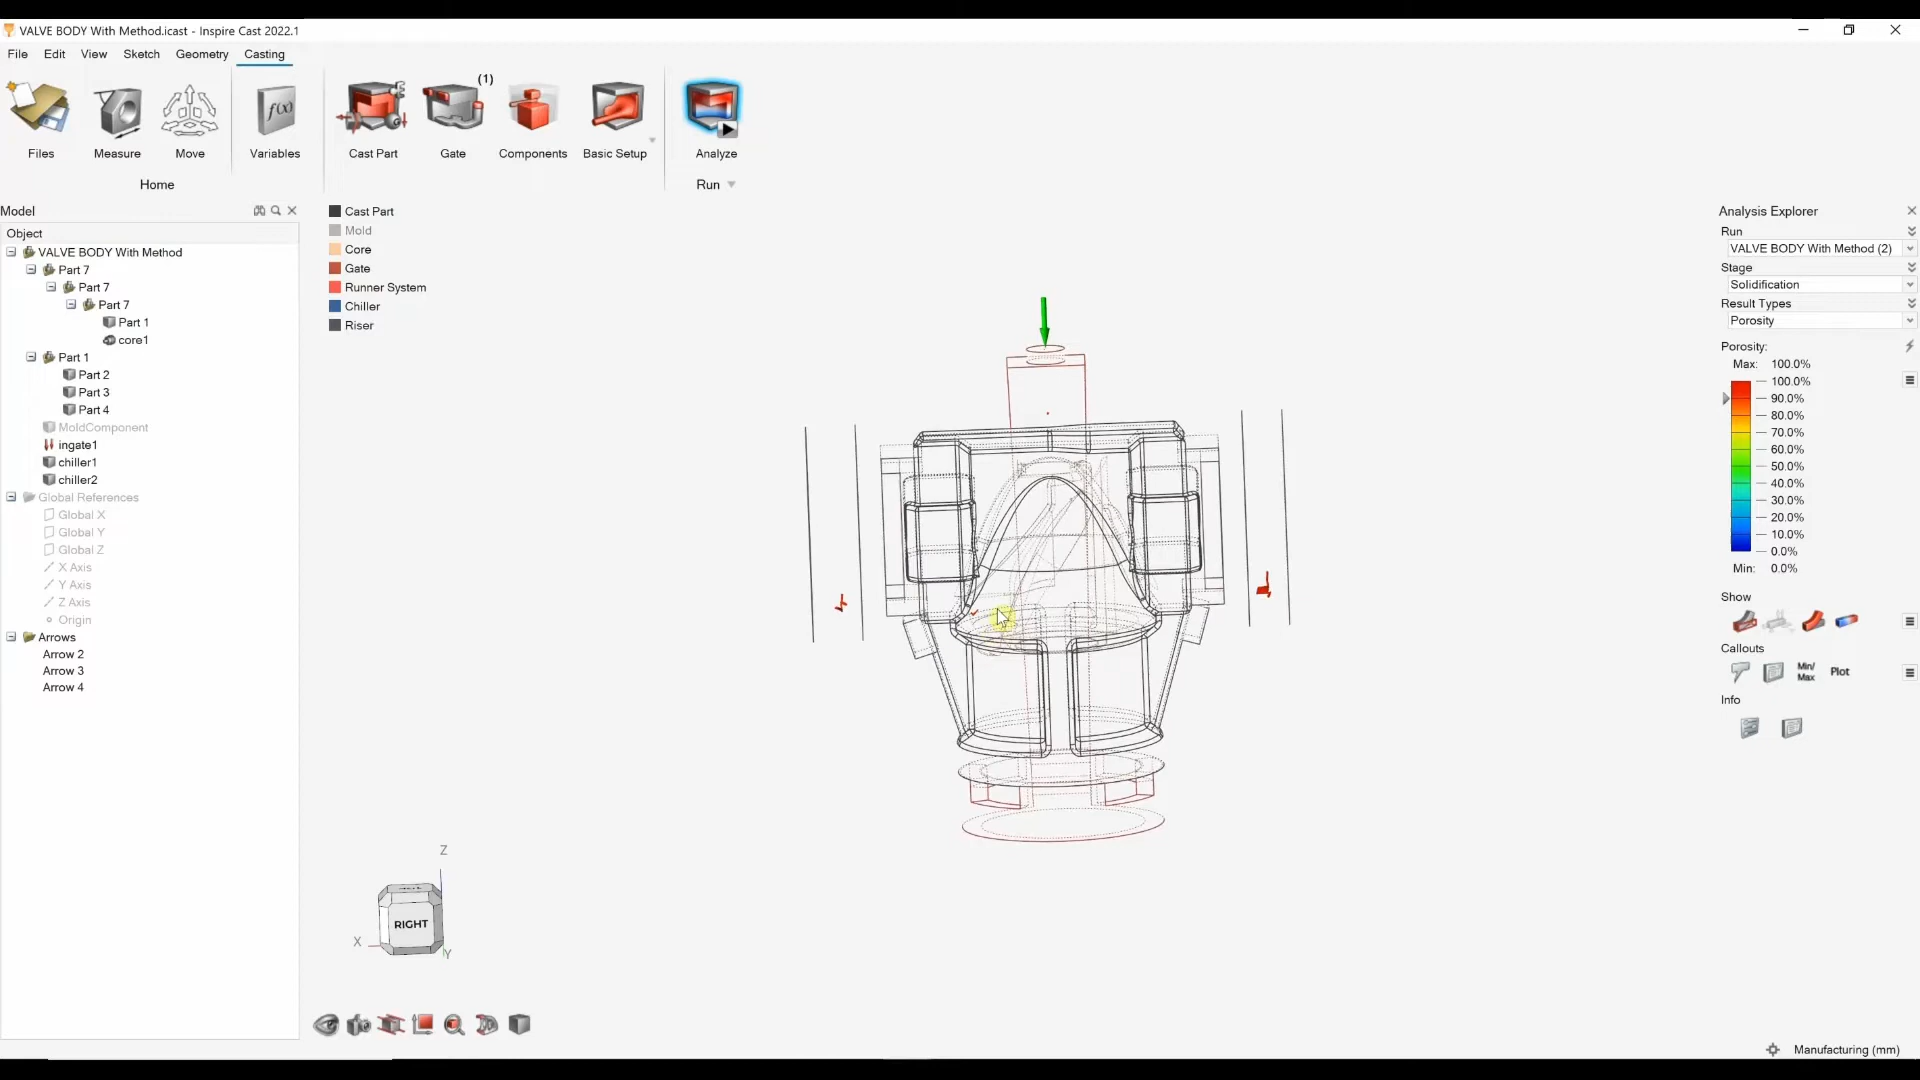 VALVE BODY With Method.icast - Inspire Cast 2022.1
File Edit View Sketch Geometry Casting
(1)
Files Measure Move Variables Cast Part Gate Components Basic Setup Analyze
Home Run
Model
Object
VALVE BODY With Method
Part 7
Part 7
Part 7
Part 1
core1
Part 1
Part 2
Part 3
Part 4
MoldComponent
ingate1
chiller1
chiller2
Global References
Global X
Global Y
Global Z
X Axis
Y Axis
Z Axis
Origin
Arrows
Arrow 2
Arrow 3
Arrow 4
Cast Part
Mold
Core
Gate
Runner System
Chiller
Riser
Z
RIGHT
X
Y
Analysis Explorer
Run
VALVE BODY With Method (2)
Stage
Solidification
Result Types
Porosity
Porosity:
Max: 100.0%
100.0%
90.0%
80.0%
70.0%
60.0%
50.0%
40.0%
30.0%
20.0%
10.0%
0.0%
Min: 0.0%
Show
Callouts
Min/
Max
Plot
Info
Manufacturing (mm)